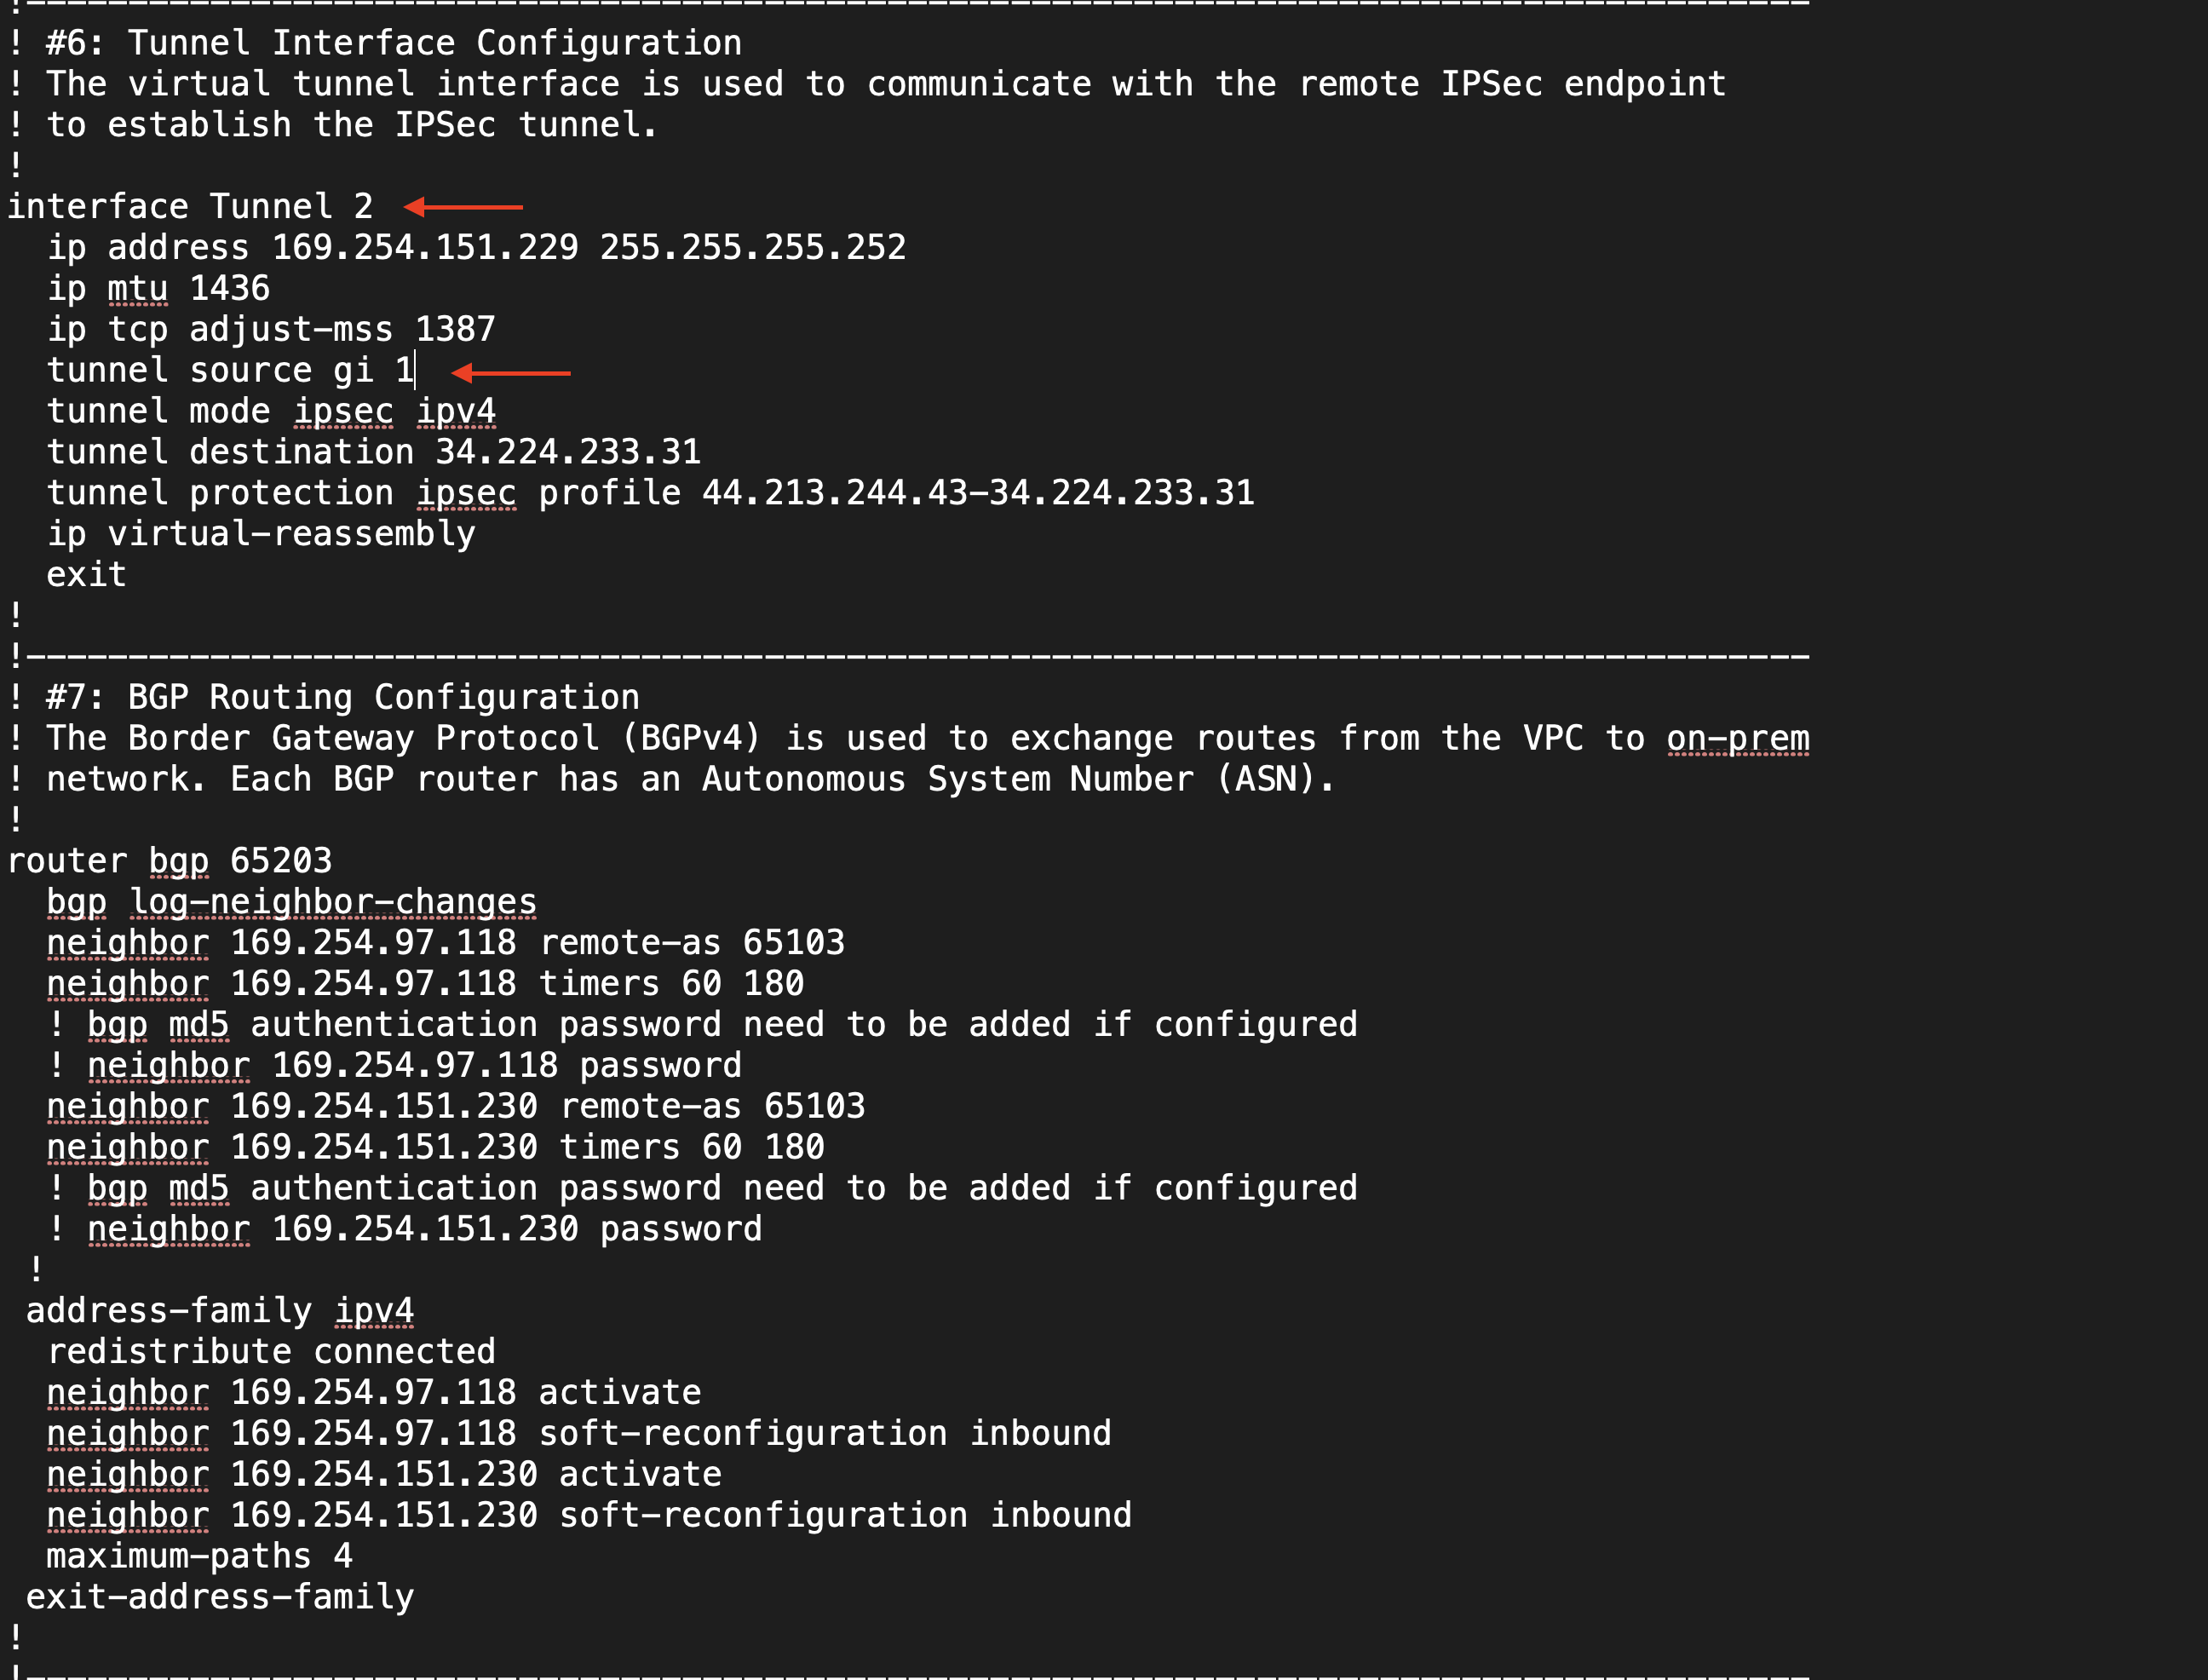 !---------------------------------------------------------------------------------------
! #6: Tunnel Interface Configuration
! The virtual tunnel interface is used to communicate with the remote IPSec endpoint
! to establish the IPSec tunnel.
!
interface Tunnel 2
  ip address 169.254.151.229 255.255.255.252
  ip mtu 1436
  ip tcp adjust-mss 1387
  tunnel source gi 1
  tunnel mode ipsec ipv4
  tunnel destination 34.224.233.31
  tunnel protection ipsec profile 44.213.244.43-34.224.233.31
  ip virtual-reassembly
  exit
!
!---------------------------------------------------------------------------------------
! #7: BGP Routing Configuration
! The Border Gateway Protocol (BGPv4) is used to exchange routes from the VPC to on-prem
! network. Each BGP router has an Autonomous System Number (ASN).
!
router bgp 65203
  bgp log-neighbor-changes
  neighbor 169.254.97.118 remote-as 65103
  neighbor 169.254.97.118 timers 60 180
  ! bgp md5 authentication password need to be added if configured
  ! neighbor 169.254.97.118 password
  neighbor 169.254.151.230 remote-as 65103
  neighbor 169.254.151.230 timers 60 180
  ! bgp md5 authentication password need to be added if configured
  ! neighbor 169.254.151.230 password
 !
 address-family ipv4
  redistribute connected
  neighbor 169.254.97.118 activate
  neighbor 169.254.97.118 soft-reconfiguration inbound
  neighbor 169.254.151.230 activate
  neighbor 169.254.151.230 soft-reconfiguration inbound
  maximum-paths 4
 exit-address-family
!
!---------------------------------------------------------------------------------------